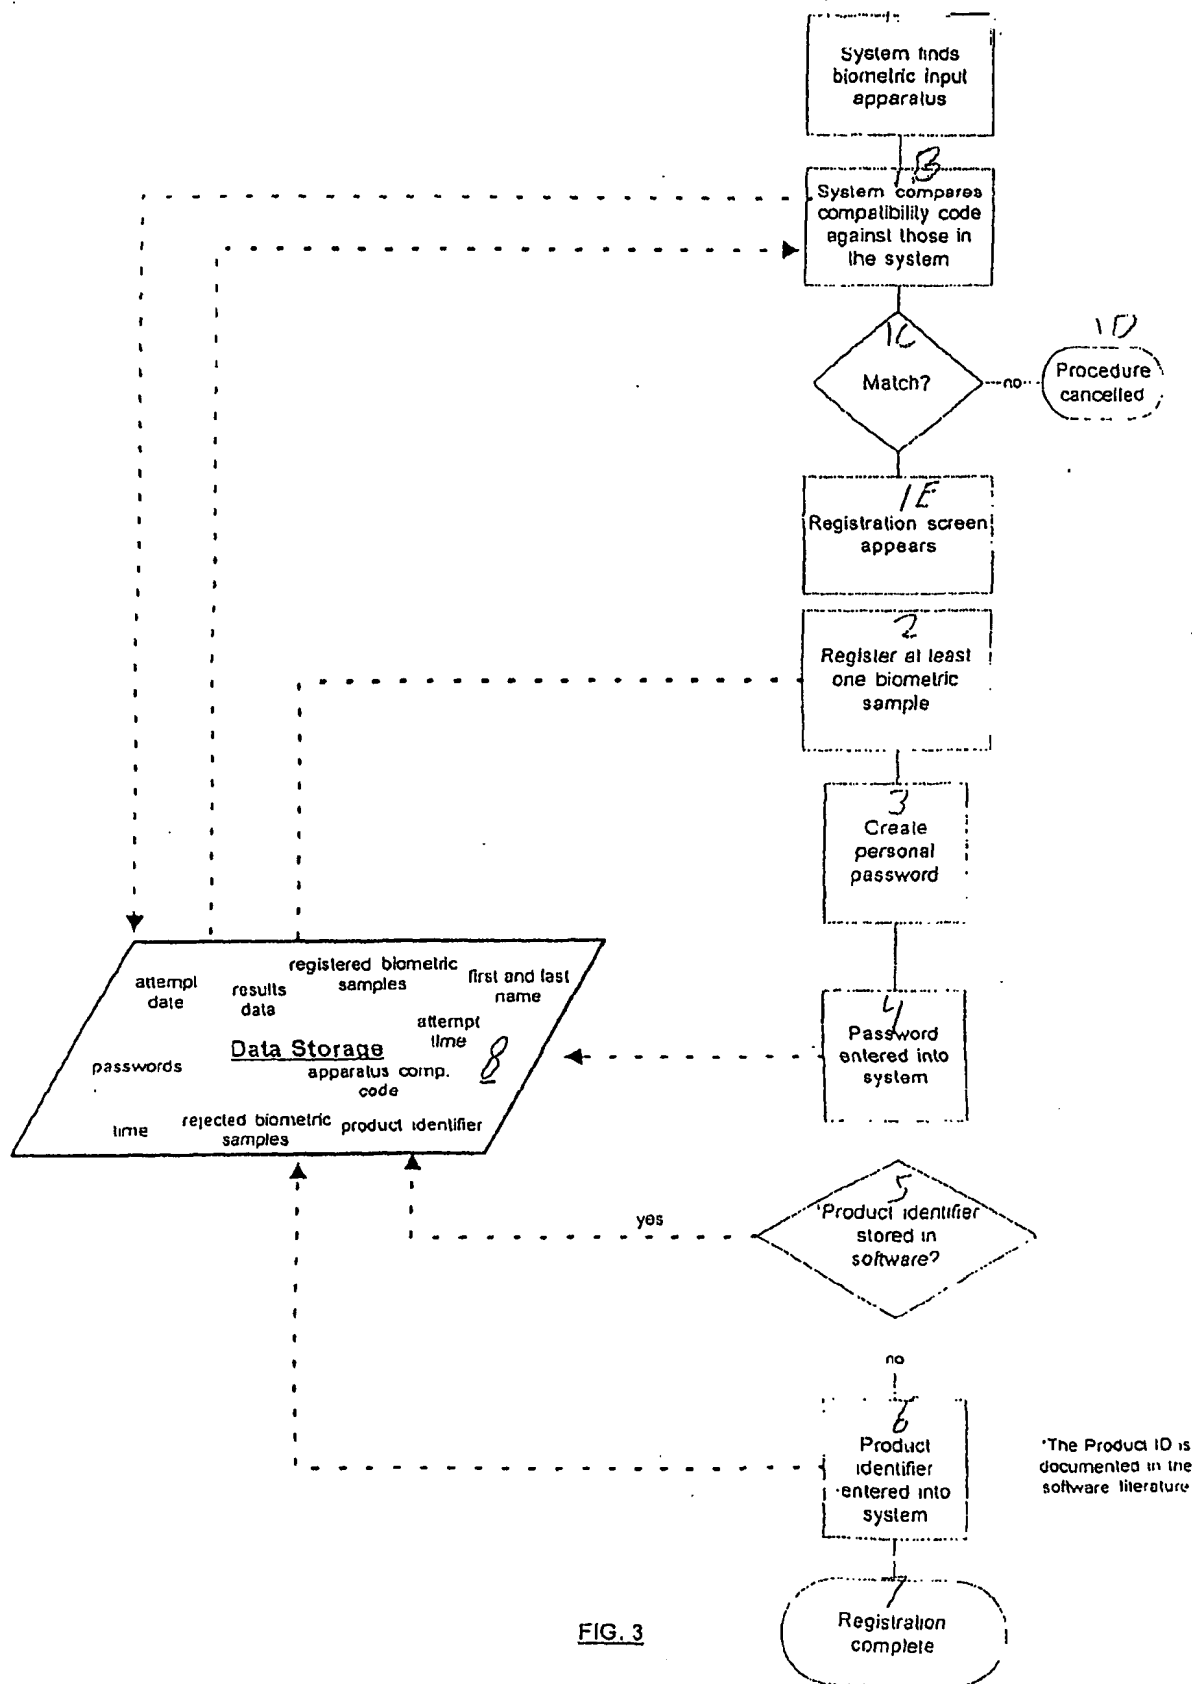 System finds
biometric input
apparatus
1B
System compares
compatibility code
against those in
the system
1C
Match?
no
1D
Procedure
cancelled
1E
Registration screen
appears
2
Register at least
one biometric
sample
3
Create
personal
password
4
Password
entered into
system
attempt
date
results
data
registered biometric
samples
first and last
name
attempt
time
passwords
Data Storage
8
apparatus comp.
code
time
rejected biometric
samples
product identifier
5
*Product identifier
stored in
software?
yes
no
6
Product
identifier
entered into
system
*The Product ID is
documented in the
software literature
7
Registration
complete
FIG. 3